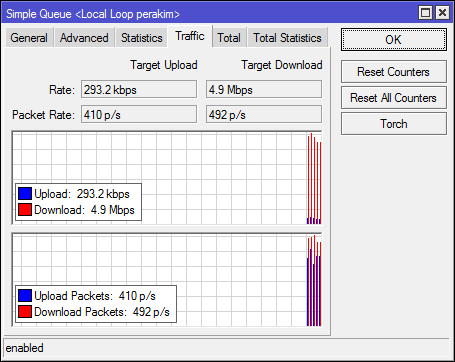 Simple Queue <Local Loop perakim>
General Advanced Statistics Traffic Total Total Statistics
OK
Target Upload Target Download
Reset Counters
Rate: 293.2 kbps 4.9 Mbps
Reset All Counters
Packet Rate: 410 p/s 492 p/s
Torch
Upload: 293.2 kbps
Download: 4.9 Mbps
Upload Packets: 410 p/s
Download Packets: 492 p/s
enabled